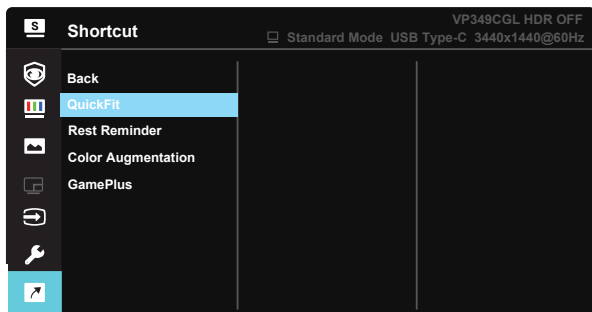 S
Shortcut
VP349CGL HDR OFF
Standard Mode USB Type-C 3440x1440@60Hz
Back
QuickFit
Rest Reminder
Color Augmentation
GamePlus